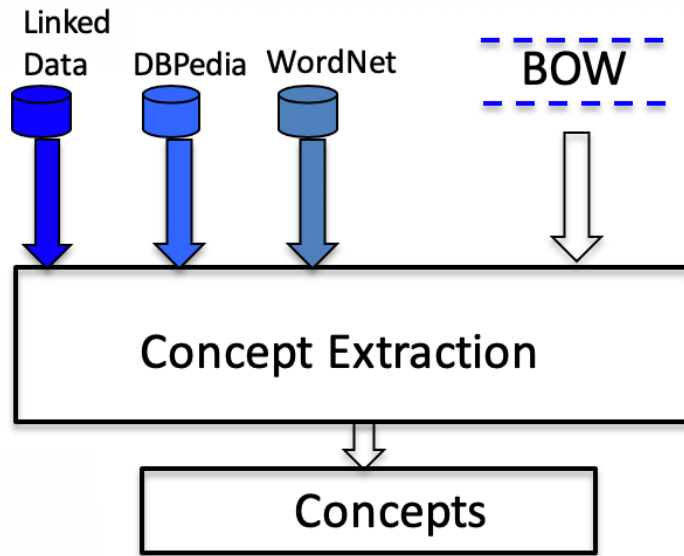 Linked
Data
DBPedia
WordNet
BOW
Concept Extraction
Concepts